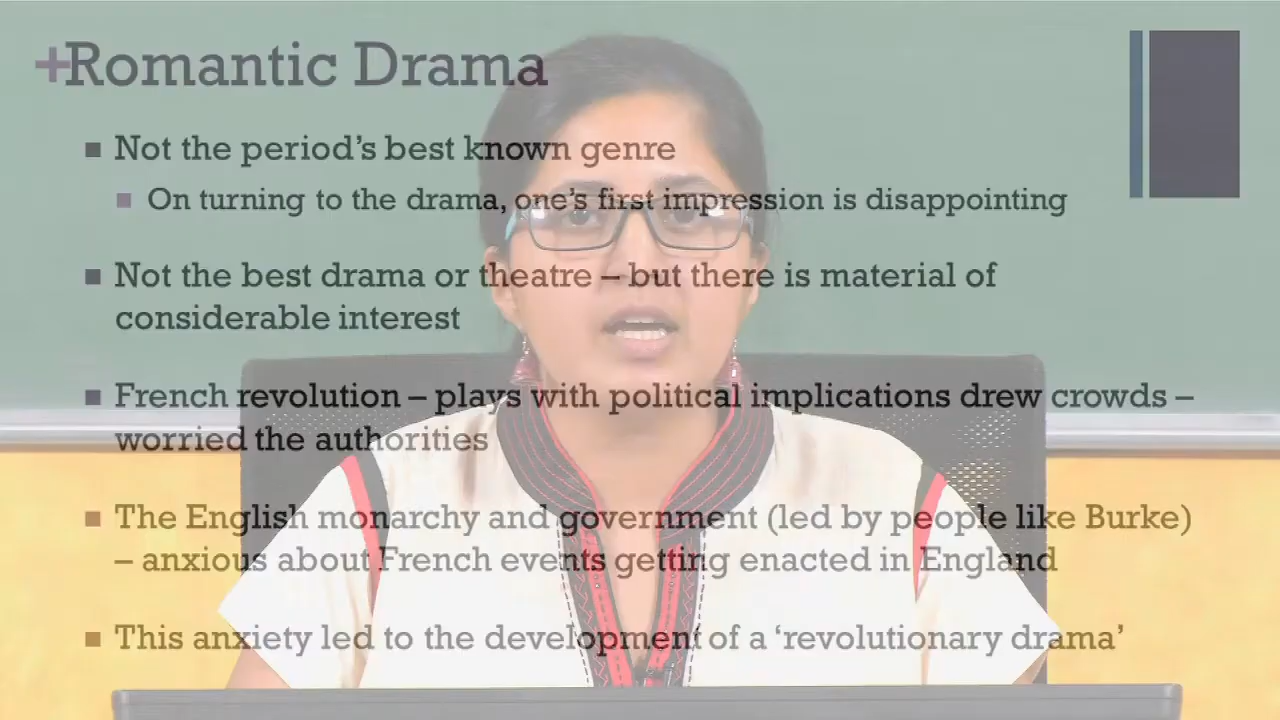 +Romantic Drama
Not the period's best known genre
On turning to the drama, one's first impression is disappointing
Not the best drama or theatre – but there is material of
considerable interest
French revolution – plays with political implications drew crowds –
worried the authorities
The English monarchy and government (led by people like Burke)
– anxious about French events getting enacted in England
This anxiety led to the development of a 'revolutionary drama'